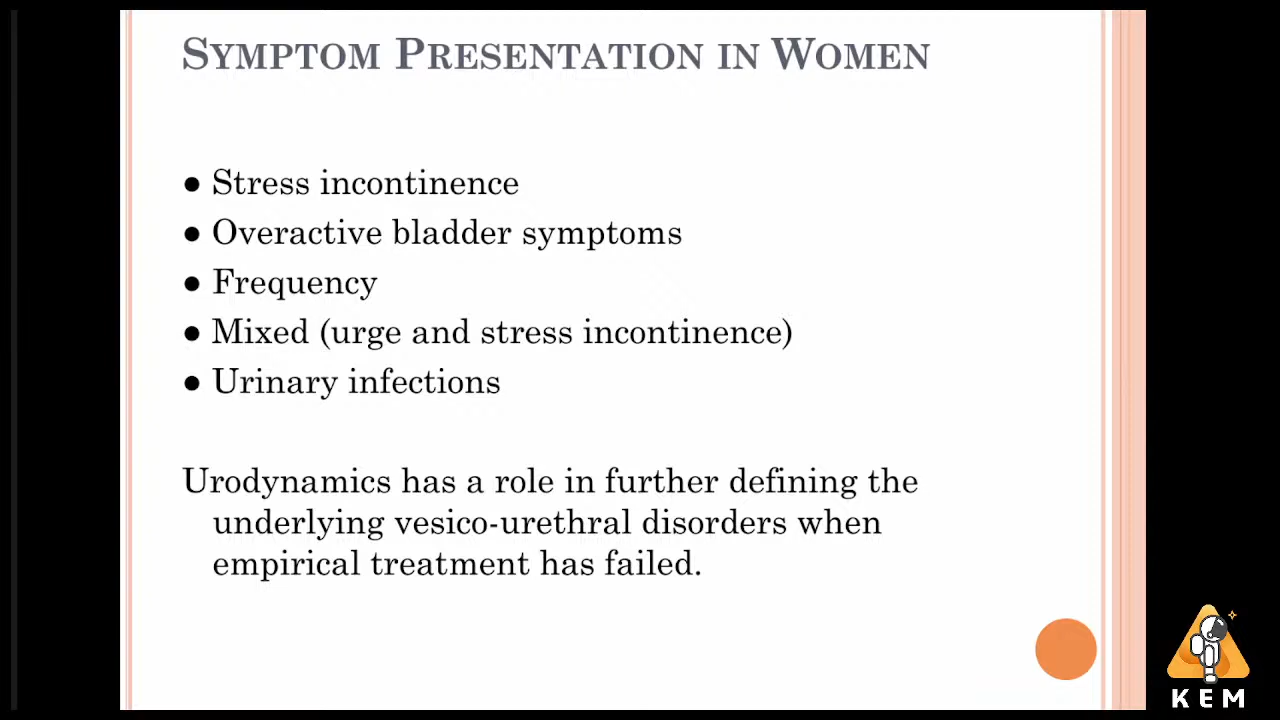 SYMPTOM PRESENTATION IN WOMEN
● Stress incontinence
● Overactive bladder symptoms
● Frequency
● Mixed (urge and stress incontinence)
● Urinary infections
Urodynamics has a role in further defining the
underlying vesico-urethral disorders when
empirical treatment has failed.
KEM